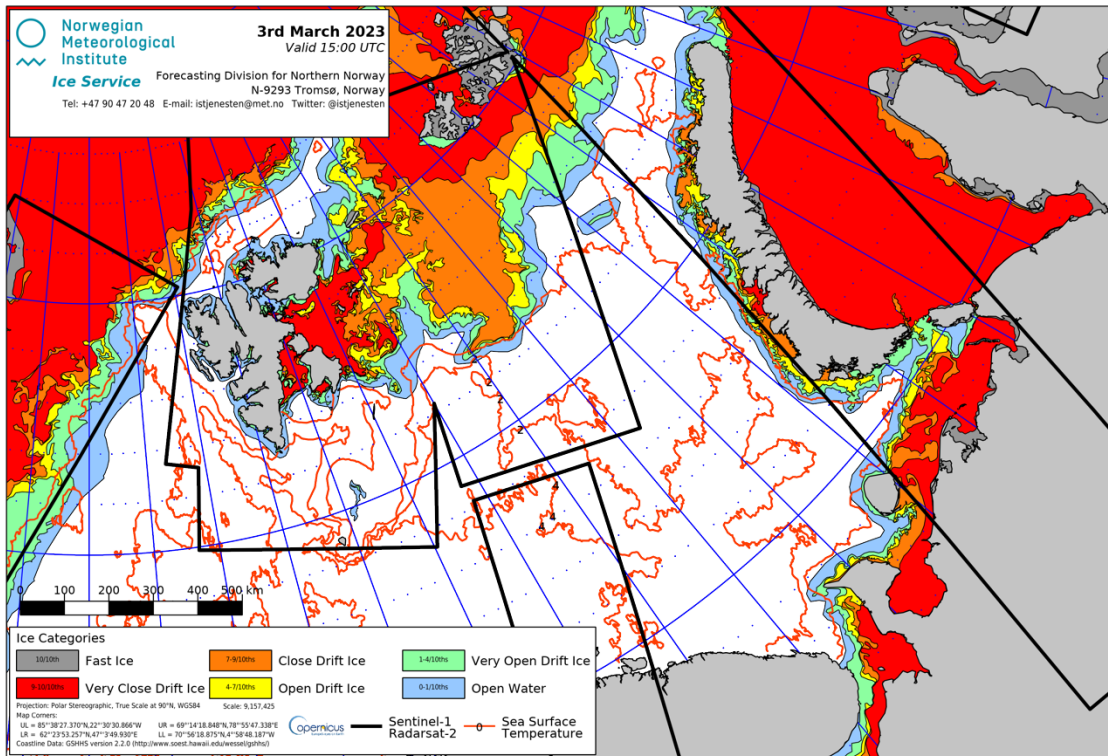 Norwegian
Meteorological
Institute
Ice Service
3rd March 2023
Valid 15:00 UTC
Forecasting Division for Northern Norway
N-9293 Tromsø, Norway
Tel: +47 90 47 20 48 E-mail: istjenesten@met.no Twitter: @istjenesten
2
2
2
4
4
4
0 100 200 300 400 500 km
Ice Categories
10/10th Fast Ice
7-9/10ths Close Drift Ice
1-4/10ths Very Open Drift Ice
9-10/10ths Very Close Drift Ice
4-7/10ths Open Drift Ice
0-1/10ths Open Water
Projection: Polar Stereographic, True Scale at 90°N, WGS84 Scale: 9,157,425
Map Corners:
UL = 85°'38'27.370"N,22°'30'30.866"W UR = 69°'14'18.848"N,78°'55'47.338"E
LR = 62°'23'53.257"N,47°'3'49.930"E LL = 70°'56'18.875"N,4°'58'48.187"W
Coastline Data: GSHHS version 2.2.0 (http://www.soest.hawaii.edu/wessel/gshhs/)
opernicus
Sentinel-1
Radarsat-2
0 Sea Surface
Temperature